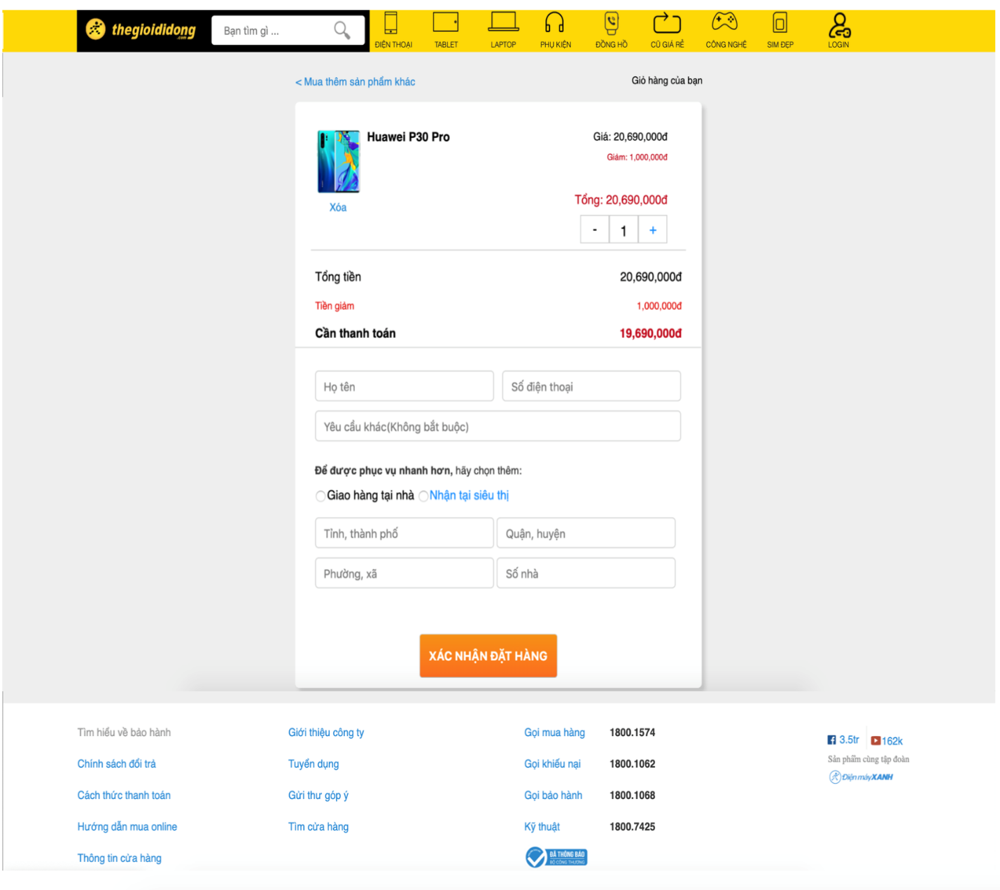 thegioididong
.com
Bạn tìm gì ...
ĐIỆN THOẠI
TABLET
LAPTOP
PHỤ KIỆN
ĐỒNG HỒ
CŨ GIÁ RẺ
CÔNG NGHỆ
SIM ĐẸP
LOGIN
< Mua thêm sản phẩm khác
Giỏ hàng của bạn
Huawei P30 Pro
Giá: 20,690,000đ
Giảm: 1,000,000đ
Xóa
Tổng: 20,690,000đ
- 1 +
Tổng tiền 20,690,000đ
Tiền giảm 1,000,000đ
Cần thanh toán 19,690,000đ
Họ tên
Số điện thoại
Yêu cầu khác(Không bắt buộc)
Để được phục vụ nhanh hơn, hãy chọn thêm:
Giao hàng tại nhà Nhận tại siêu thị
Tỉnh, thành phố
Quận, huyện
Phường, xã
Số nhà
XÁC NHẬN ĐẶT HÀNG
Tìm hiểu về bảo hành
Chính sách đổi trả
Cách thức thanh toán
Hướng dẫn mua online
Thông tin cửa hàng
Giới thiệu công ty
Tuyển dụng
Gửi thư góp ý
Tìm cửa hàng
Gọi mua hàng 1800.1574
Gọi khiếu nại 1800.1062
Gọi bảo hành 1800.1068
Kỹ thuật 1800.7425
ĐÃ THÔNG BÁO
BỘ CÔNG THƯƠNG
3.5tr 162k
Sản phẩm cùng tập đoàn
Điện máy XANH